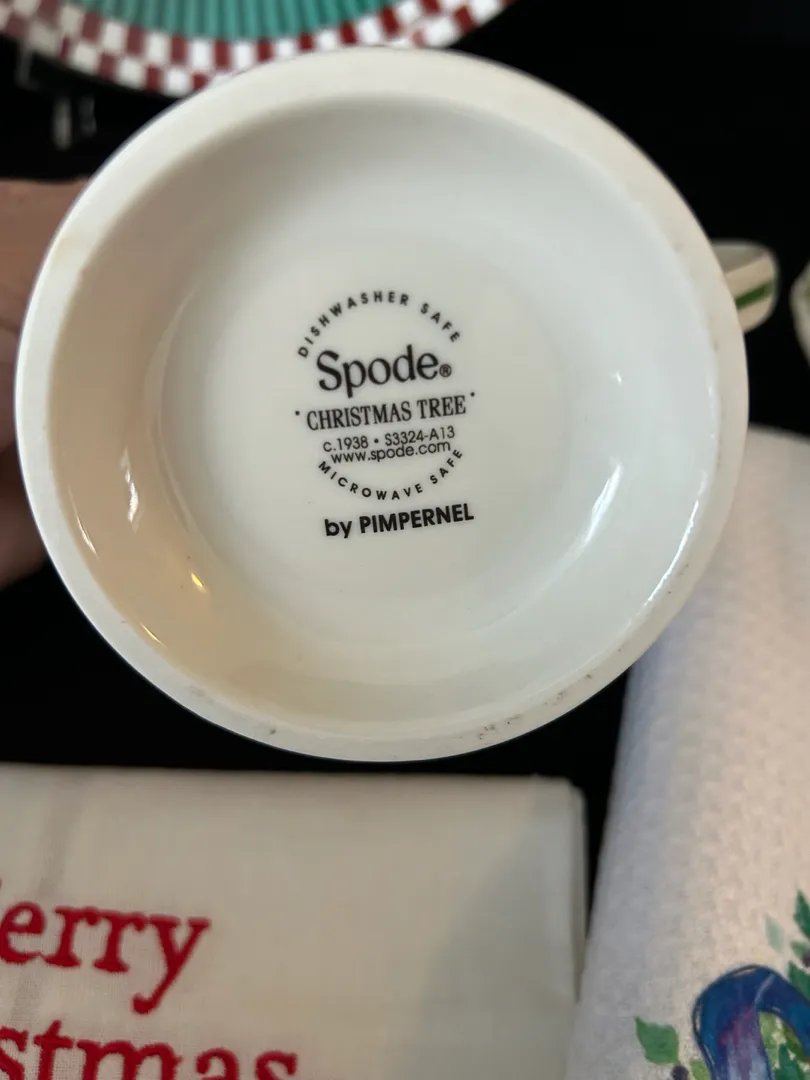 DISHWASHER SAFE
Spode®
· CHRISTMAS TREE ·
c.1938 • S3324-A13
www.spode.com
MICROWAVE SAFE
by PIMPERNEL
erry
stmas